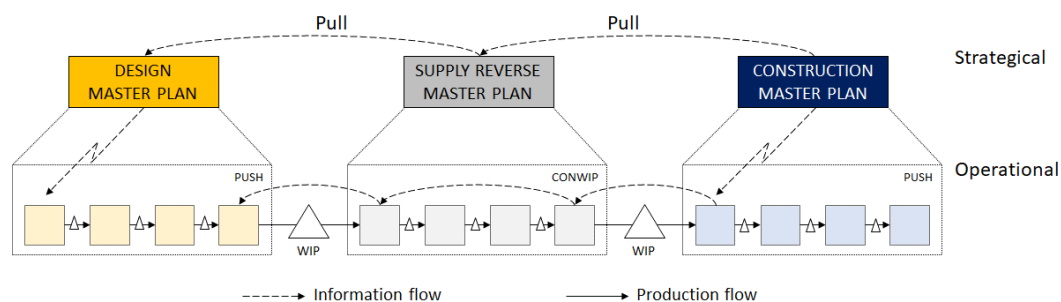 Pull
Pull
Strategical
DESIGN
MASTER PLAN
SUPPLY REVERSE
MASTER PLAN
CONSTRUCTION
MASTER PLAN
Operational
PUSH
CONWIP
PUSH
WIP
WIP
Information flow
Production flow